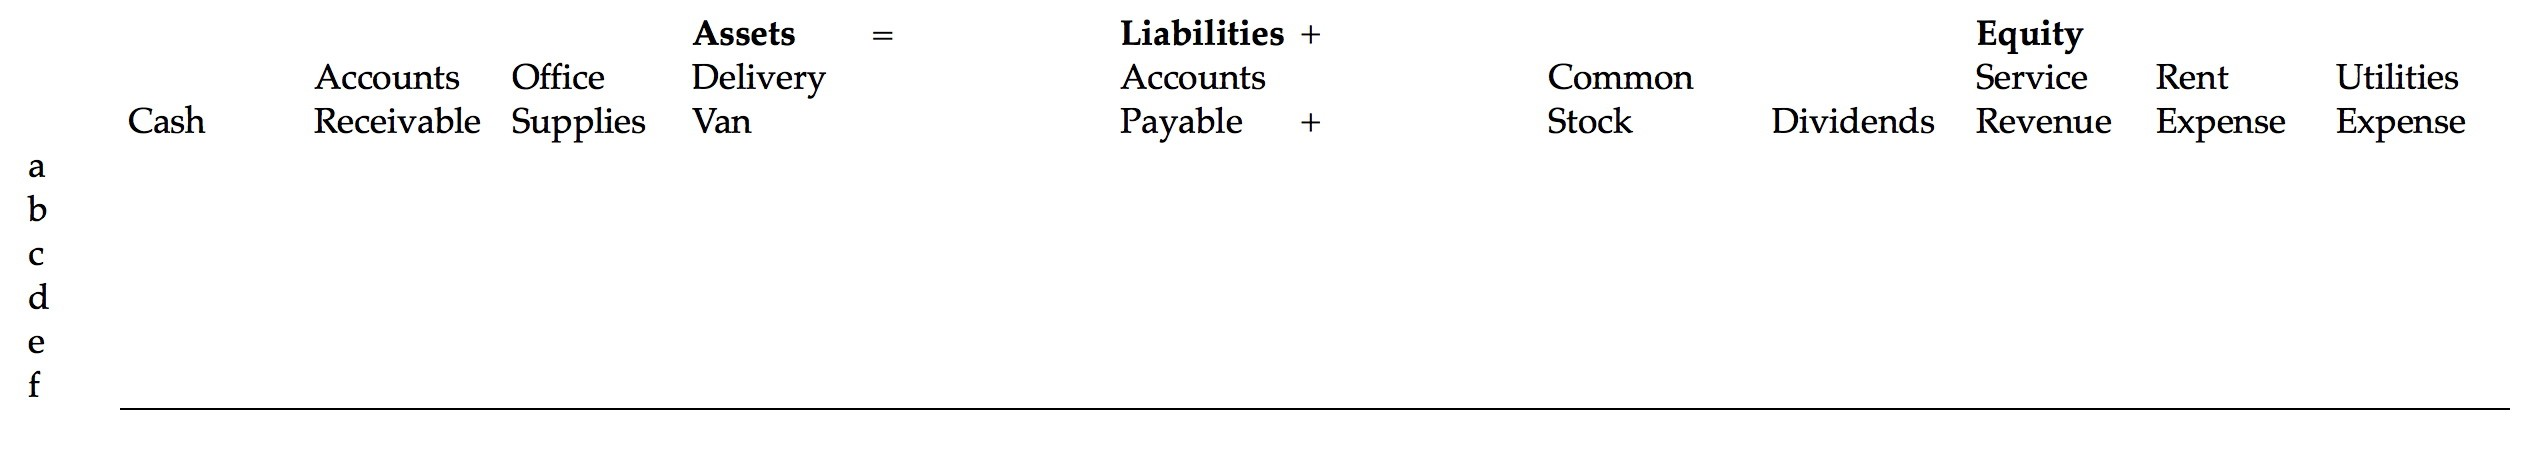 Assets = Liabilities + Equity
Accounts Office Delivery Accounts Common Service Rent Utilities
Cash Receivable Supplies Van Payable + Stock Dividends Revenue Expense Expense
a
b
c
d
e
f